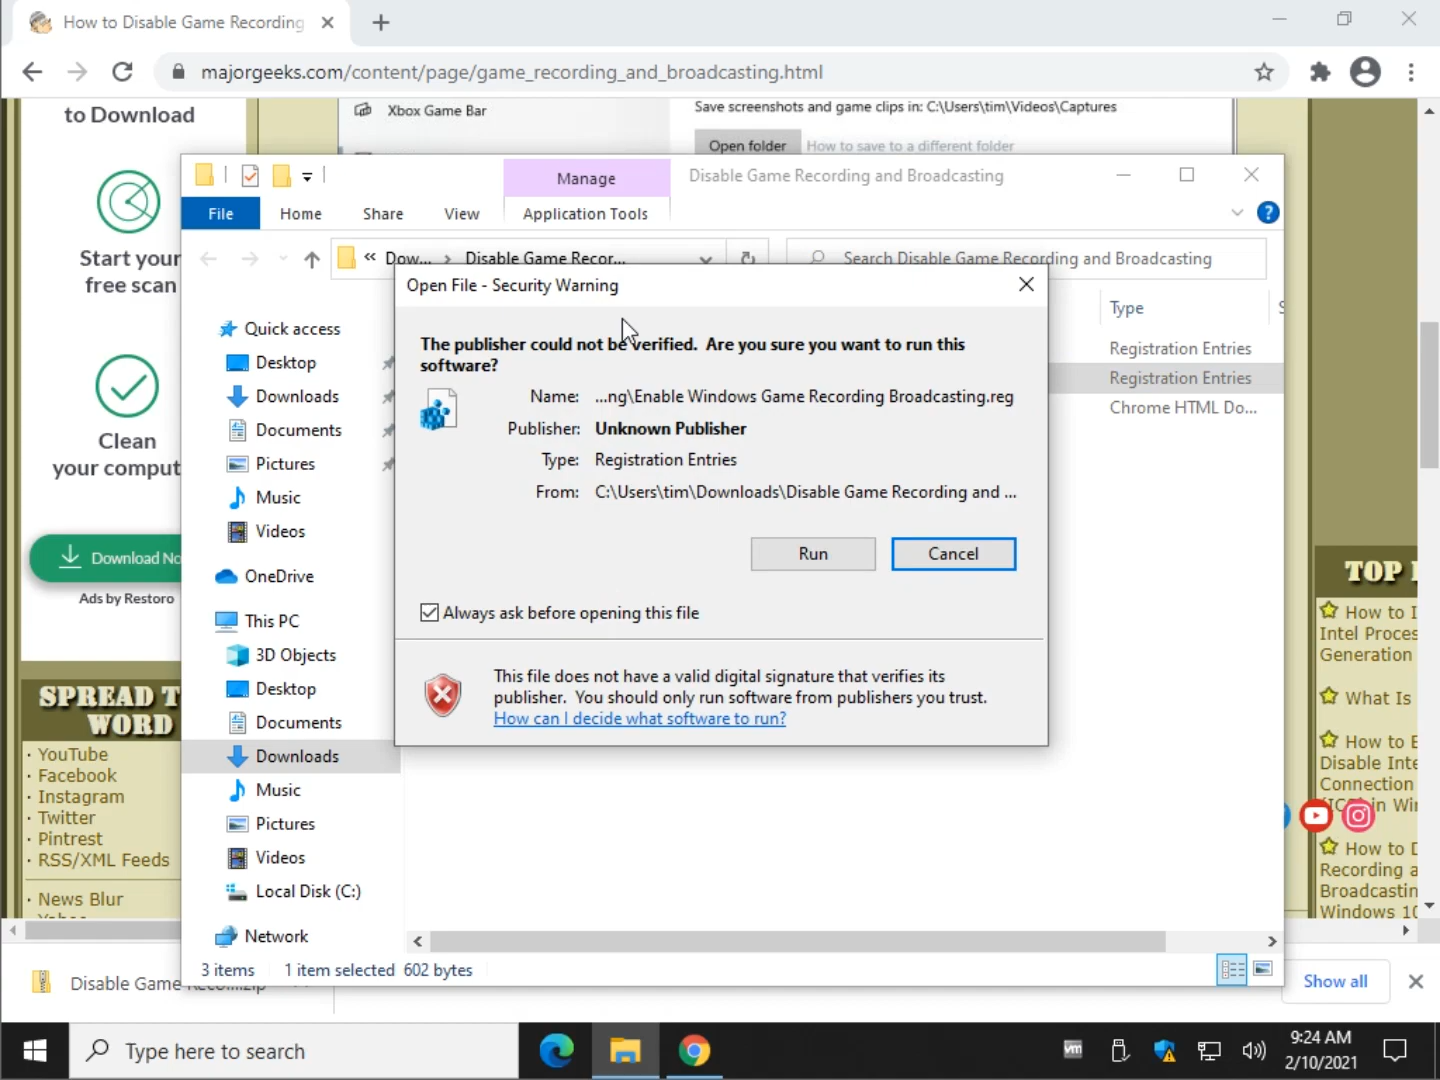 How to Disable Game Recording
majorgeeks.com/content/page/game_recording_and_broadcasting.html
to Download
Start your
free scan
Clean
your comput
Download No
Ads by Restoro
SPREAD T
WORD
· YouTube
· Facebook
· Instagram
· Twitter
· Pintrest
· RSS/XML Feeds
· News Blur
Xbox Game Bar
Save screenshots and game clips in: C:\Users\tim\Videos\Captures
Open folder
How to save to a different folder
Manage
Disable Game Recording and Broadcasting
File
Home
Share
View
Application Tools
?
« Dow... › Disable Game Recor...
Search Disable Game Recording and Broadcasting
Quick access
Desktop
Downloads
Documents
Pictures
Music
Videos
OneDrive
This PC
3D Objects
Desktop
Documents
Downloads
Music
Pictures
Videos
Local Disk (C:)
Network
Type
Registration Entries
Registration Entries
Chrome HTML Do...
Open File - Security Warning
The publisher could not be verified. Are you sure you want to run this
software?
Name: ...ng\Enable Windows Game Recording Broadcasting.reg
Publisher: Unknown Publisher
Type: Registration Entries
From: C:\Users\tim\Downloads\Disable Game Recording and ...
Run
Cancel
Always ask before opening this file
This file does not have a valid digital signature that verifies its
publisher. You should only run software from publishers you trust.
How can I decide what software to run?
3 items
1 item selected 602 bytes
TOP
How to I
Intel Proces
Generation
What Is
How to E
Disable Inte
Connection
in Wi
How to D
Recording a
Broadcastin
Windows 10
Disable Game
Show all
Type here to search
vm
9:24 AM
2/10/2021